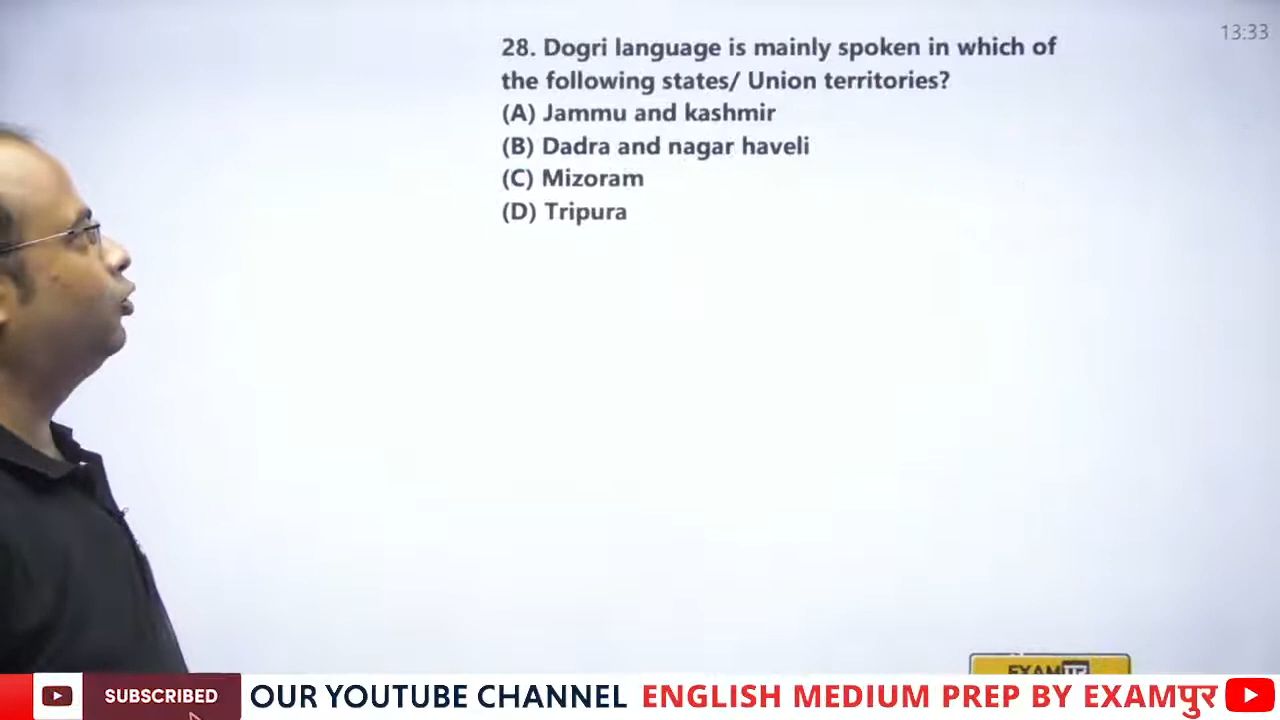 13:33
28. Dogri language is mainly spoken in which of
the following states/ Union territories?
(A) Jammu and kashmir
(B) Dadra and nagar haveli
(C) Mizoram
(D) Tripura
EXAM
SUBSCRIBED OUR YOUTUBE CHANNEL ENGLISH MEDIUM PREP BY EXAMपुर